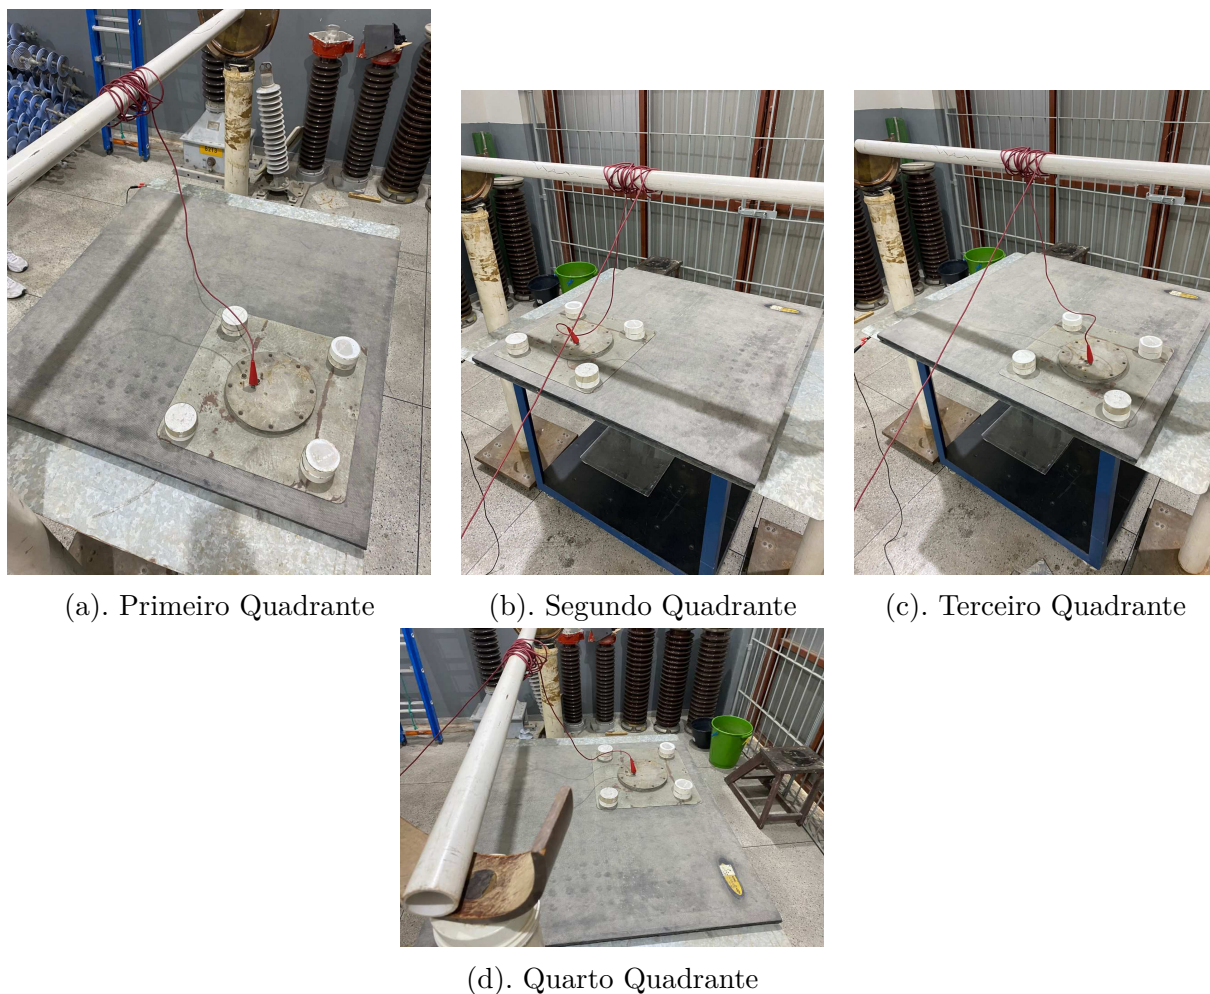 (a). Primeiro Quadrante
(b). Segundo Quadrante
(c). Terceiro Quadrante
(d). Quarto Quadrante